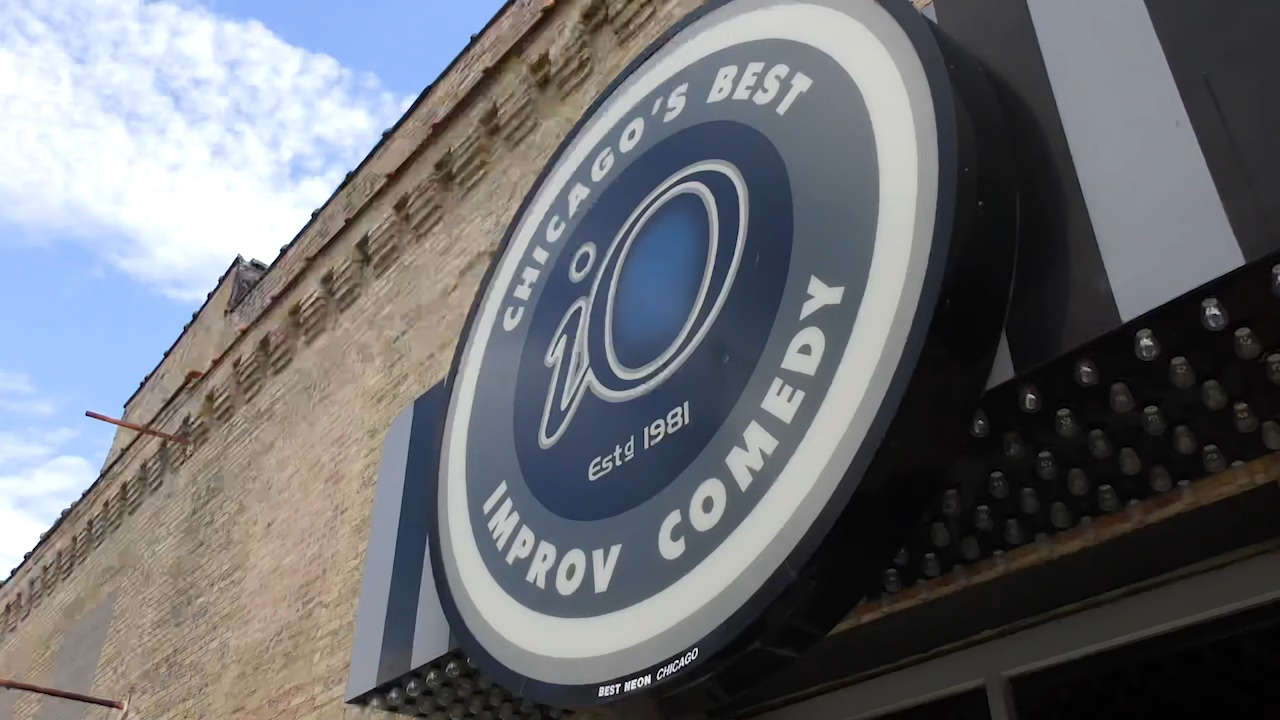 CHICAGO'S BEST
iO
Estd 1981
IMPROV COMEDY
BEST NEON CHICAGO